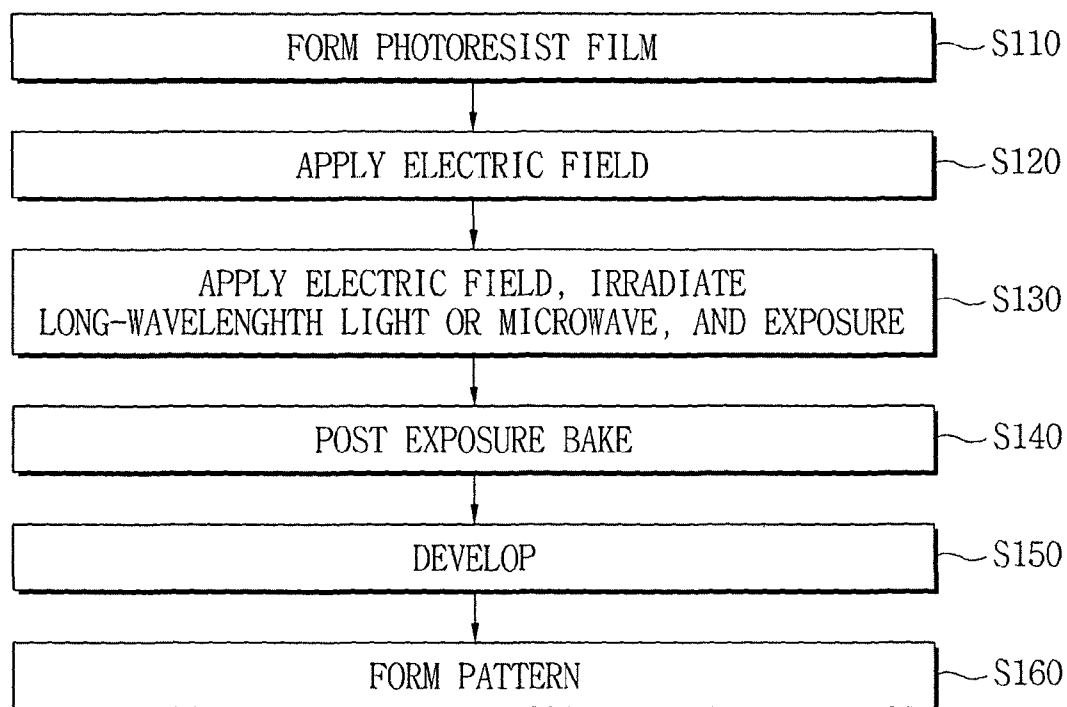 FORM PHOTORESIST FILM S110
APPLY ELECTRIC FIELD S120
APPLY ELECTRIC FIELD, IRRADIATE
LONG-WAVELENGHTH LIGHT OR MICROWAVE, AND EXPOSURE S130
POST EXPOSURE BAKE S140
DEVELOP S150
FORM PATTERN S160